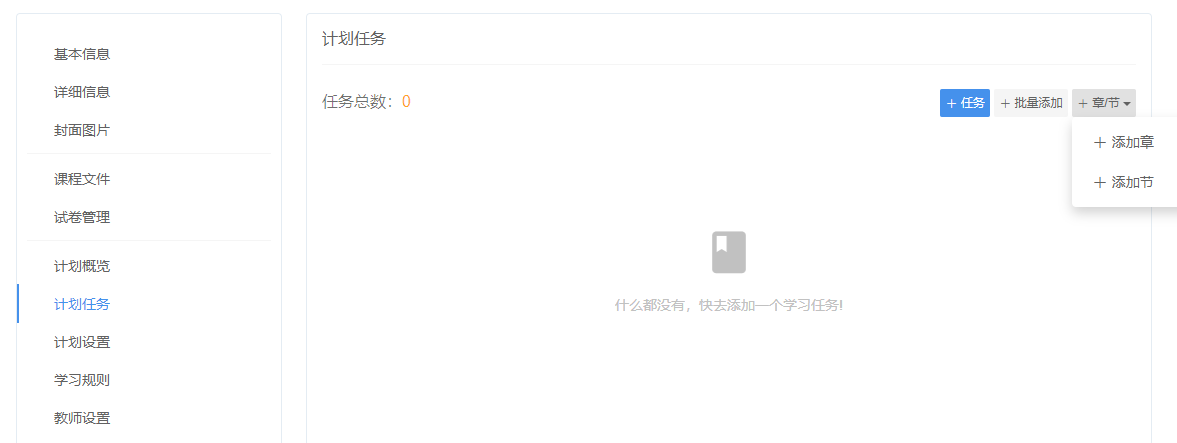 基本信息
详细信息
封面图片
课程文件
试卷管理
计划概览
计划任务
计划设置
学习规则
教师设置
计划任务
任务总数：0
+ 任务
+ 批量添加
+ 章/节
+ 添加章
+ 添加节
什么都没有，快去添加一个学习任务!